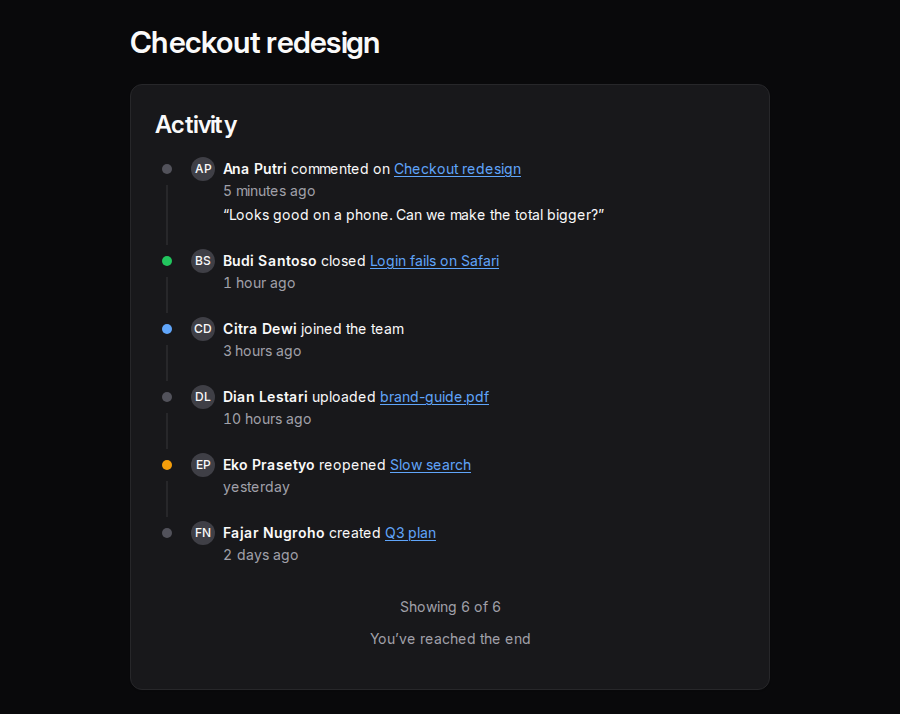 Checkout redesign
Activity
AP Ana Putri commented on Checkout redesign
5 minutes ago
“Looks good on a phone. Can we make the total bigger?”
BS Budi Santoso closed Login fails on Safari
1 hour ago
CD Citra Dewi joined the team
3 hours ago
DL Dian Lestari uploaded brand-guide.pdf
10 hours ago
EP Eko Prasetyo reopened Slow search
yesterday
FN Fajar Nugroho created Q3 plan
2 days ago
Showing 6 of 6
You’ve reached the end